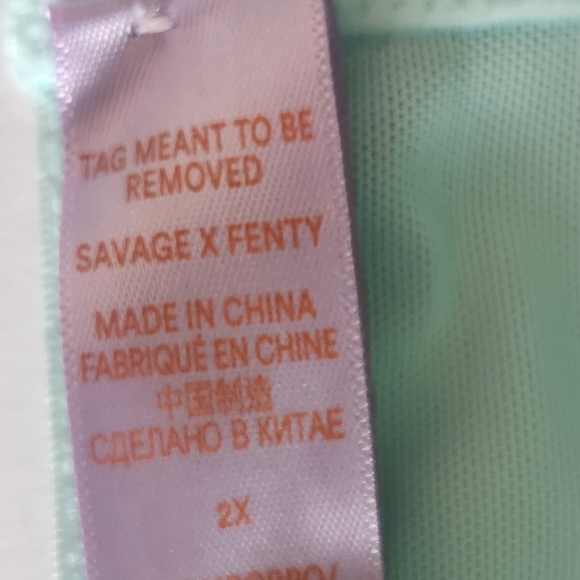 TAG MEANT TO BE
REMOVED
SAVAGE X FENTY
MADE IN CHINA
FABRIQUÉ EN CHINE
中国制造
СДЕЛАНО В КИТАЕ
2X